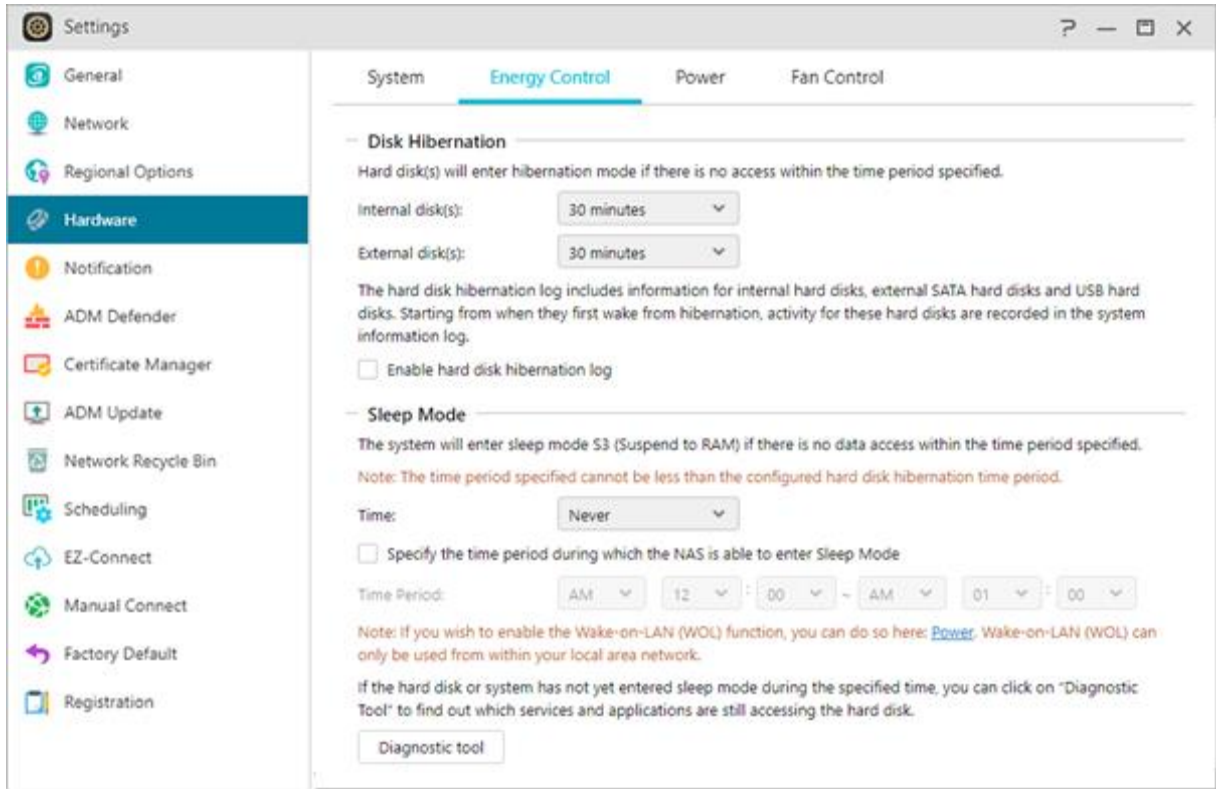 Settings
General
Network
Regional Options
Hardware
Notification
ADM Defender
Certificate Manager
ADM Update
Network Recycle Bin
Scheduling
EZ-Connect
Manual Connect
Factory Default
Registration
System Energy Control Power Fan Control
Disk Hibernation
Hard disk(s) will enter hibernation mode if there is no access within the time period specified.
Internal disk(s): 30 minutes
External disk(s): 30 minutes
The hard disk hibernation log includes information for internal hard disks, external SATA hard disks and USB hard
disks. Starting from when they first wake from hibernation, activity for these hard disks are recorded in the system
information log.
Enable hard disk hibernation log
Sleep Mode
The system will enter sleep mode S3 (Suspend to RAM) if there is no data access within the time period specified.
Note: The time period specified cannot be less than the configured hard disk hibernation time period.
Time: Never
Specify the time period during which the NAS is able to enter Sleep Mode
Time Period: AM 12 : 00 ~ AM 01 : 00
Note: If you wish to enable the Wake-on-LAN (WOL) function, you can do so here: Power. Wake-on-LAN (WOL) can
only be used from within your local area network.
If the hard disk or system has not yet entered sleep mode during the specified time, you can click on "Diagnostic
Tool" to find out which services and applications are still accessing the hard disk.
Diagnostic tool